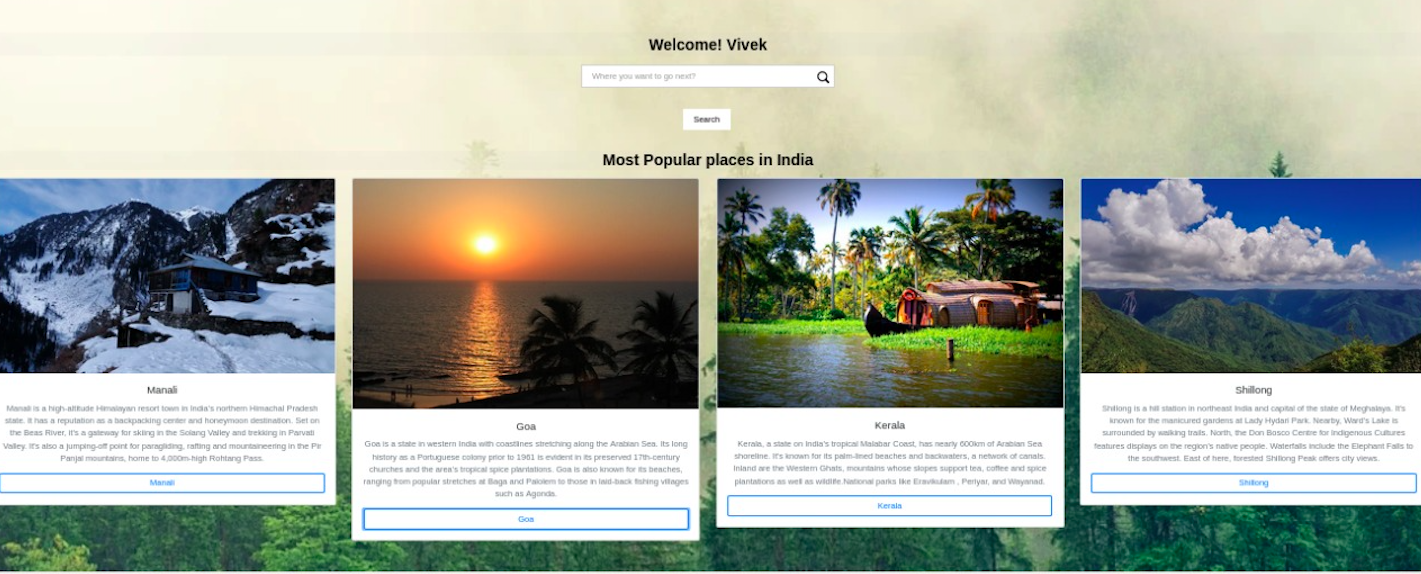 Welcome! Vivek
Where you want to go next?
Search
Most Popular places in India
Manali
Manali is a high-altitude Himalayan resort town in India's northern Himachal Pradesh
state. It has a reputation as a backpacking center and honeymoon destination. Set on
the Beas River, it's a gateway for skiing in the Solang Valley and trekking in Parvati
Valley. It's also a jumping-off point for paragliding, rafting and mountaineering in the Pir
Panjal mountains, home to 4,000m-high Rohtang Pass.
Manali
Goa
Goa is a state in western India with coastlines stretching along the Arabian Sea. Its long
history as a Portuguese colony prior to 1961 is evident in its preserved 17th-century
churches and the area's tropical spice plantations. Goa is also known for its beaches,
ranging from popular stretches at Baga and Palolem to those in laid-back fishing villages
such as Agonda.
Goa
Kerala
Kerala, a state on India's tropical Malabar Coast, has nearly 600km of Arabian Sea
shoreline. It's known for its palm-lined beaches and backwaters, a network of canals.
Inland are the Western Ghats, mountains whose slopes support tea, coffee and spice
plantations as well as wildlife.National parks like Eravikulam , Periyar, and Wayanad.
Kerala
Shillong
Shillong is a hill station in northeast India and capital of the state of Meghalaya. It's
known for the manicured gardens at Lady Hydari Park. Nearby, Ward's Lake is
surrounded by walking trails. North, the Don Bosco Centre for Indigenous Cultures
features displays on the region's native people. Waterfalls include the Elephant Falls to
the southwest. East of here, forested Shillong Peak offers city views.
Shillong